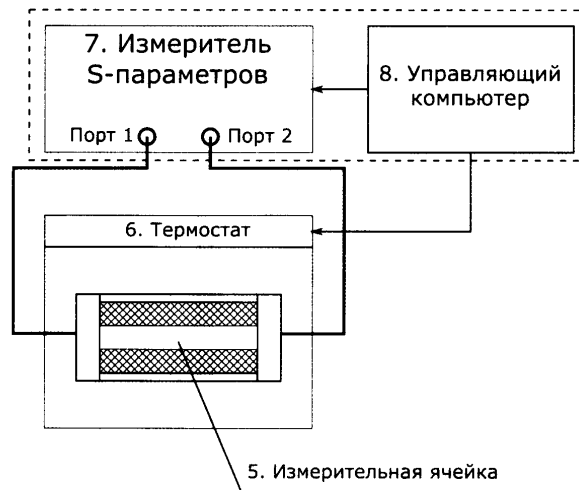 7. Измеритель
S-параметров
Порт 1
Порт 2
8. Управляющий
компьютер
6. Термостат
5. Измерительная ячейка